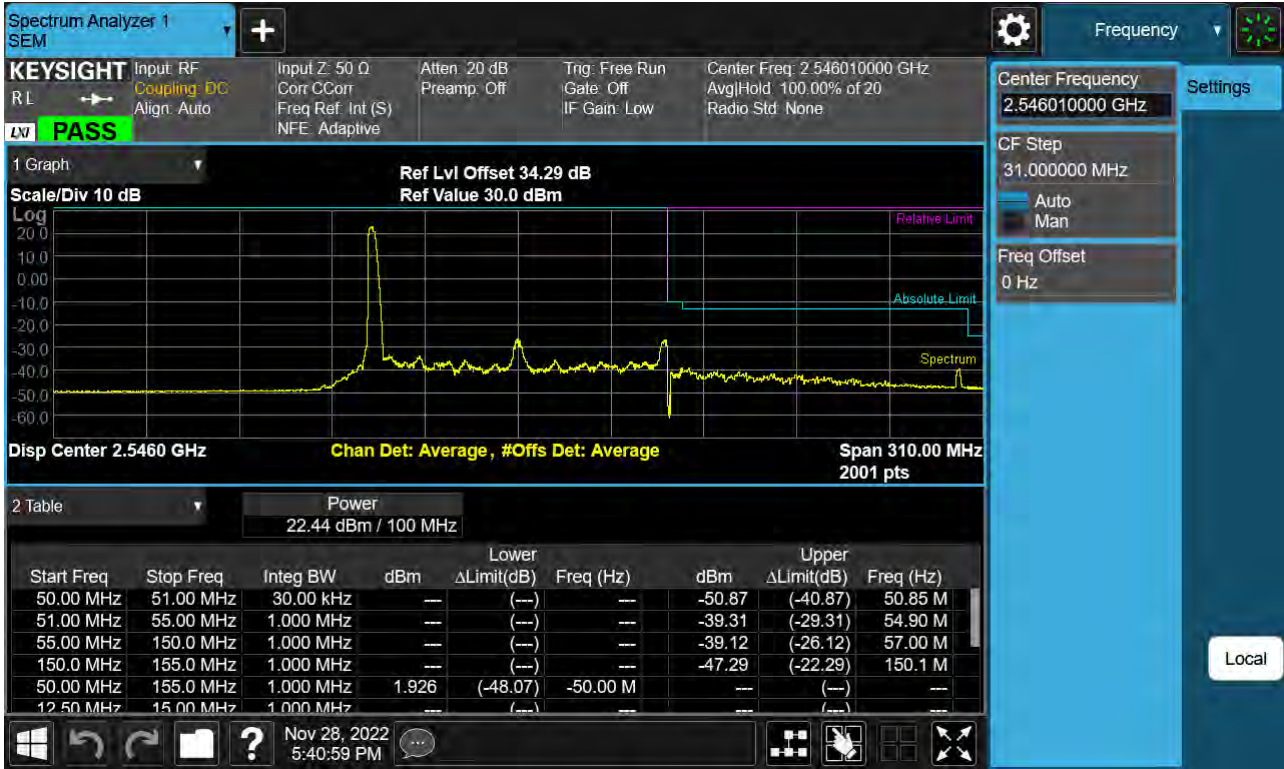 Spectrum Analyzer 1
SEM
+
Frequency
KEYSIGHT
R L
LXI
PASS
Input: RF
Coupling: DC
Align: Auto
Input Z: 50 Ω
Corr CCorr
Freq Ref: Int (S)
NFE: Adaptive
Atten: 20 dB
Preamp: Off
Trig: Free Run
Gate: Off
IF Gain: Low
Center Freq: 2.546010000 GHz
Avg|Hold: 100.00% of 20
Radio Std: None
Center Frequency
2.546010000 GHz
Settings
CF Step
31.000000 MHz
Auto
Man
Freq Offset
0 Hz
Local
1 Graph
Scale/Div 10 dB
Ref Lvl Offset 34.29 dB
Ref Value 30.0 dBm
Log
20.0
10.0
0.00
-10.0
-20.0
-30.0
-40.0
-50.0
-60.0
Relative Limit
Absolute Limit
Spectrum
Disp Center 2.5460 GHz
Chan Det: Average, #Offs Det: Average
Span 310.00 MHz
2001 pts
2 Table
Power
22.44 dBm / 100 MHz
Lower Upper
Start Freq Stop Freq Integ BW dBm ΔLimit(dB) Freq (Hz) dBm ΔLimit(dB) Freq (Hz)
50.00 MHz 51.00 MHz 30.00 kHz --- (---) --- -50.87 (-40.87) 50.85 M
51.00 MHz 55.00 MHz 1.000 MHz --- (---) --- -39.31 (-29.31) 54.90 M
55.00 MHz 150.0 MHz 1.000 MHz --- (---) --- -39.12 (-26.12) 57.00 M
150.0 MHz 155.0 MHz 1.000 MHz --- (---) --- -47.29 (-22.29) 150.1 M
50.00 MHz 155.0 MHz 1.000 MHz 1.926 (-48.07) -50.00 M --- (---) ---
12.50 MHz 15.00 MHz 1.000 MHz --- (---) --- --- (---) ---
?
Nov 28, 2022
5:40:59 PM